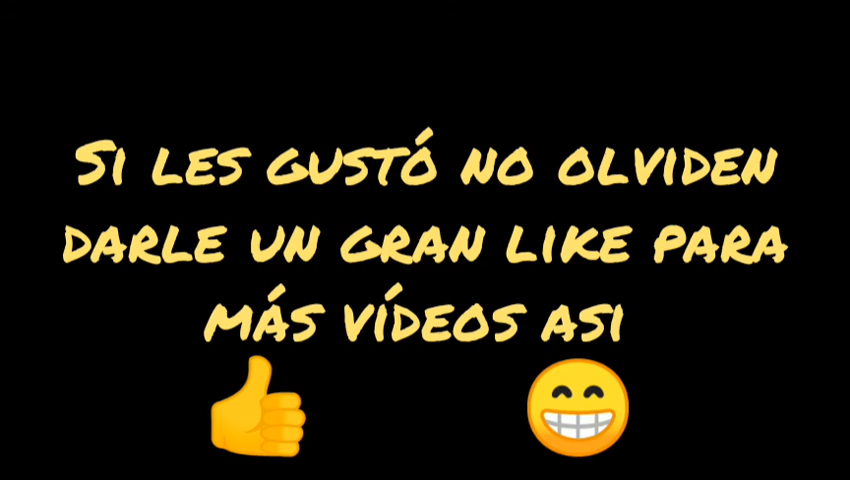 Si les gustó no olviden
darle un gran like para
más vídeos asi